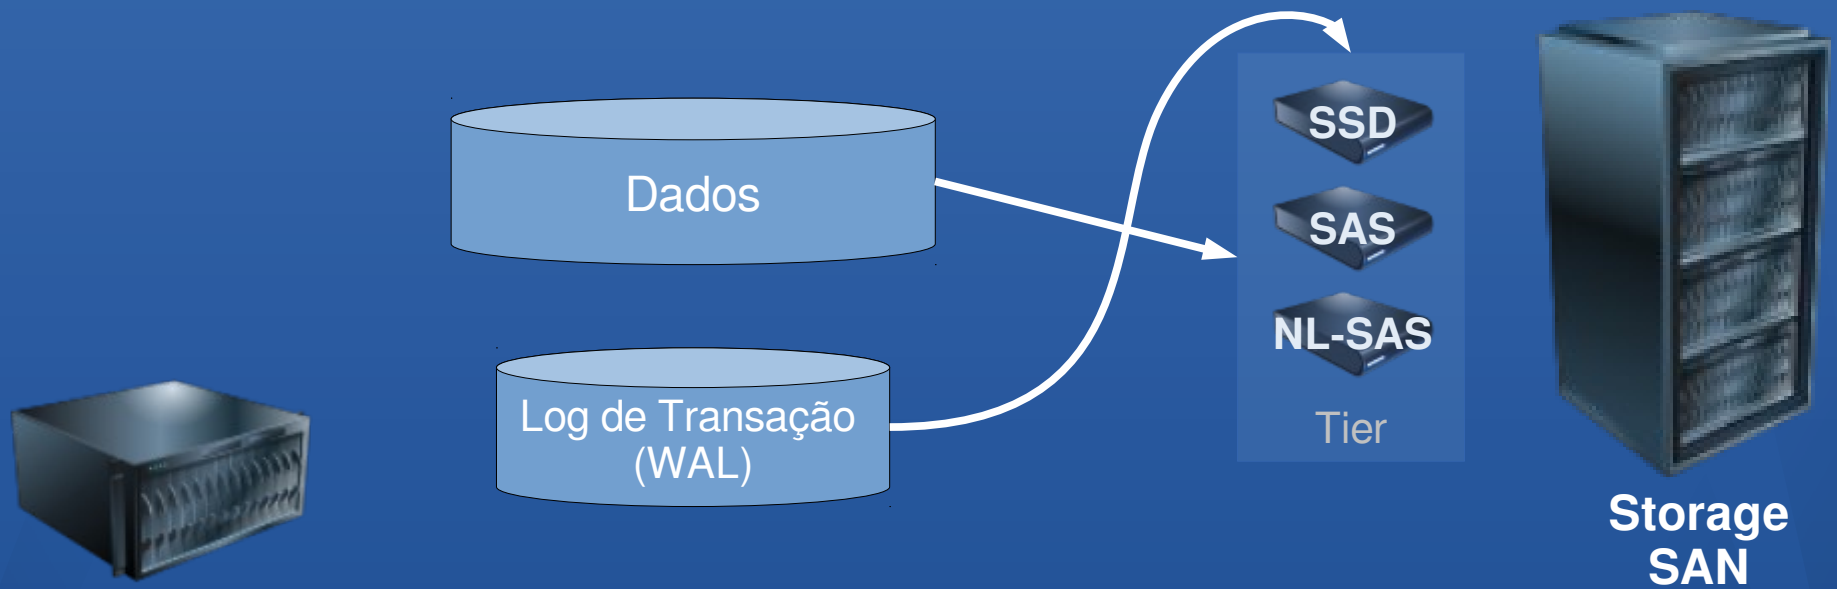 Dados
Log de Transação
(WAL)
SSD
SAS
NL-SAS
Tier
Storage
SAN